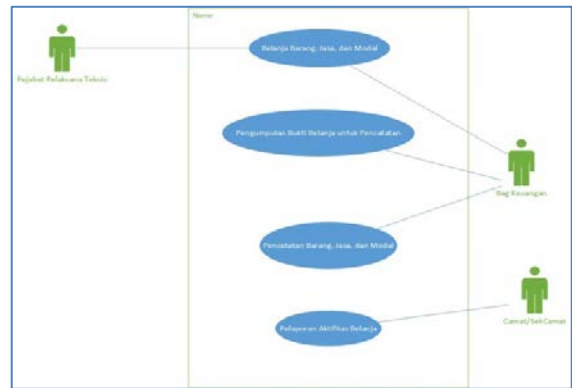 Name
Belanja Barang, Jasa, dan Modal
Pejabat Pelaksana Teknis
Pengumpulan Bukti Belanja untuk Pencatatan
Bag Keuangan
Pencatatan Barang, Jasa, dan Modal
Camat/SekCamat
Pelaporan Aktifitas Belanja